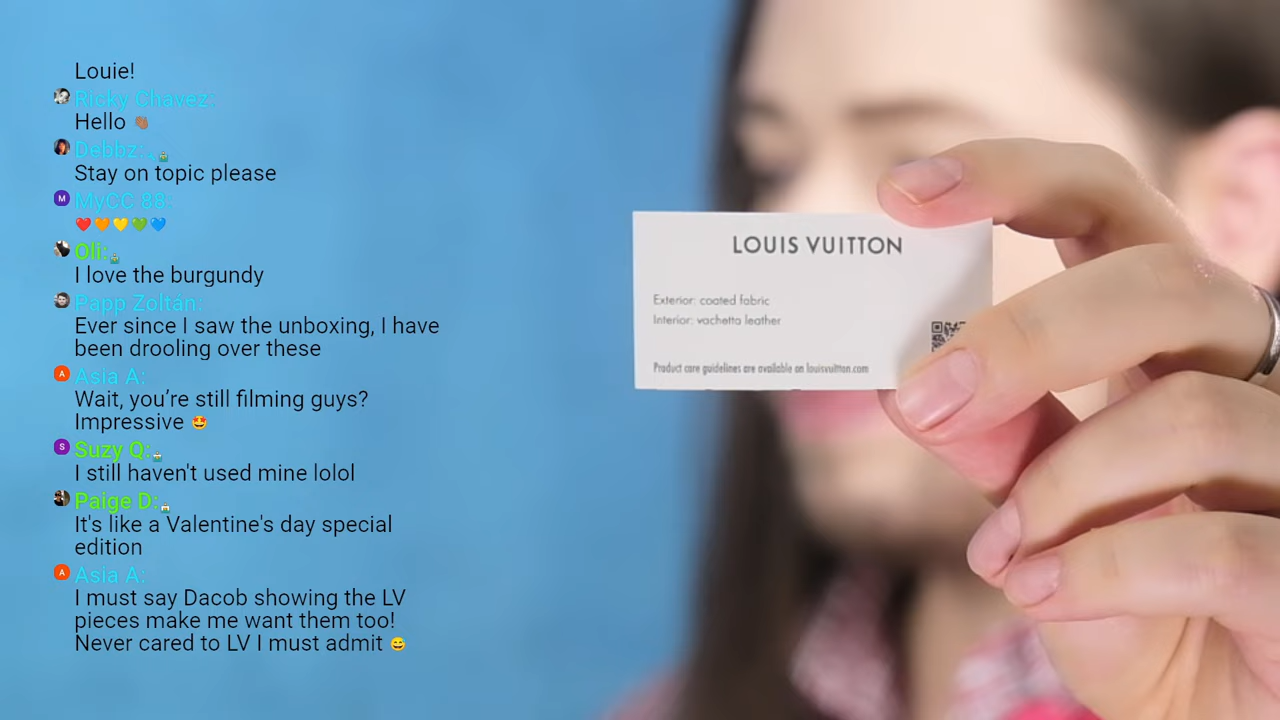 Louie!
Ricky Chavez:
Hello 👋🏽
Debbz:
Stay on topic please
M
MyCC 88:
❤️🧡💛💚💙
Oli:
I love the burgundy
Papp Zoltán:
Ever since I saw the unboxing, I have
been drooling over these
A
Asia A:
Wait, you’re still filming guys?
Impressive 🤩
S
Suzy Q:
I still haven't used mine lolol
Paige D:
It's like a Valentine's day special
edition
A
Asia A:
I must say Dacob showing the LV
pieces make me want them too!
Never cared to LV I must admit 😅
LOUIS VUITTON
Exterior: coated fabric
Interior: vachetta leather
Product care guidelines are available on louisvuitton.com